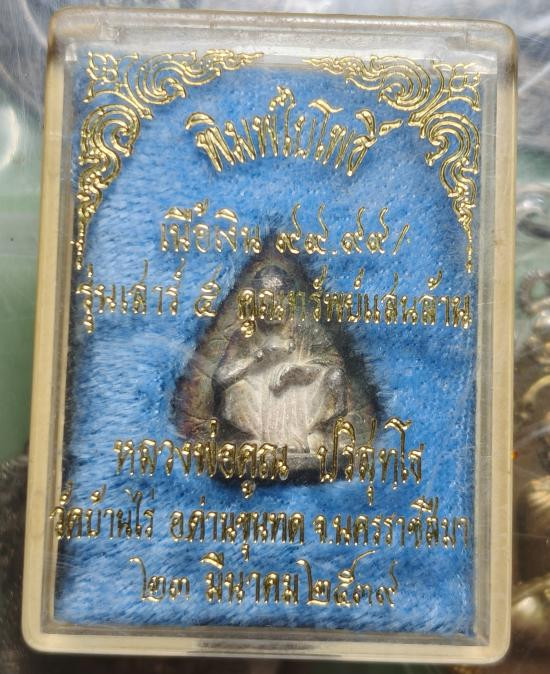 พิมพ์ใบโพธิ์
เนื้อเงิน ๙๙.๙๙/
รุ่นเสาร์ ๕ คูณทรัพย์แสนล้าน
หลวงพ่อคูณ ปริสุทฺโธ
วัดบ้านไร่ อ.ด่านขุนทด จ.นครราชสีมา
๒๓ มีนาคม ๒๕๓๙